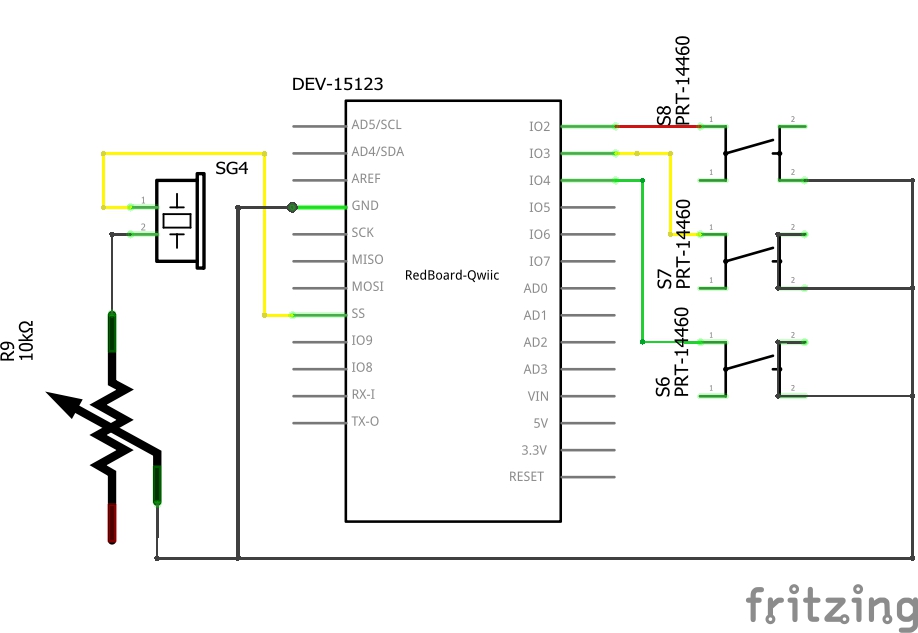 DEV-15123
SG4
1
2
R9
10kΩ
AD5/SCL
AD4/SDA
AREF
GND
SCK
MISO
MOSI
SS
IO9
IO8
RX-I
TX-O
RedBoard-Qwiic
IO2
IO3
IO4
IO5
IO6
IO7
AD0
AD1
AD2
AD3
VIN
5V
3.3V
RESET
S8
PRT-14460
1
2
1
2
S7
PRT-14460
1
2
1
2
S6
PRT-14460
1
2
1
2
fritzing